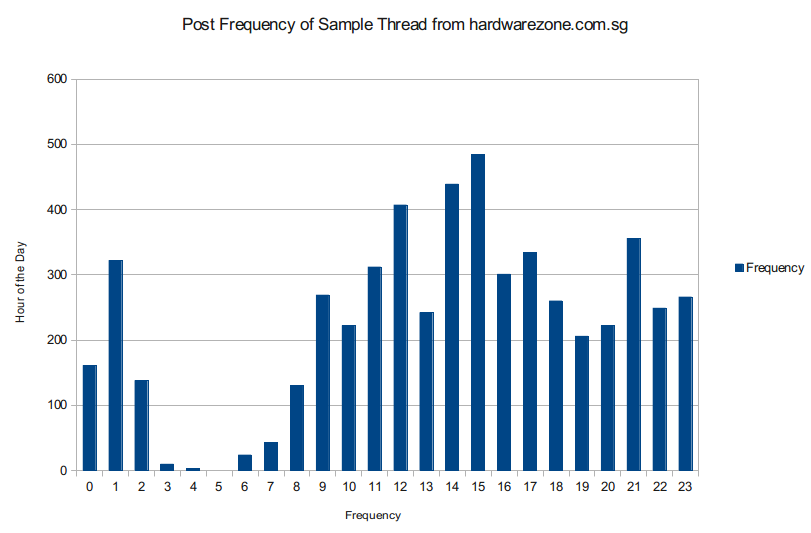 Post Frequency of Sample Thread from hardwarezone.com.sg
600
500
400
300
200
100
0
Hour of the Day
0 1 2 3 4 5 6 7 8 9 10 11 12 13 14 15 16 17 18 19 20 21 22 23
Frequency
Frequency